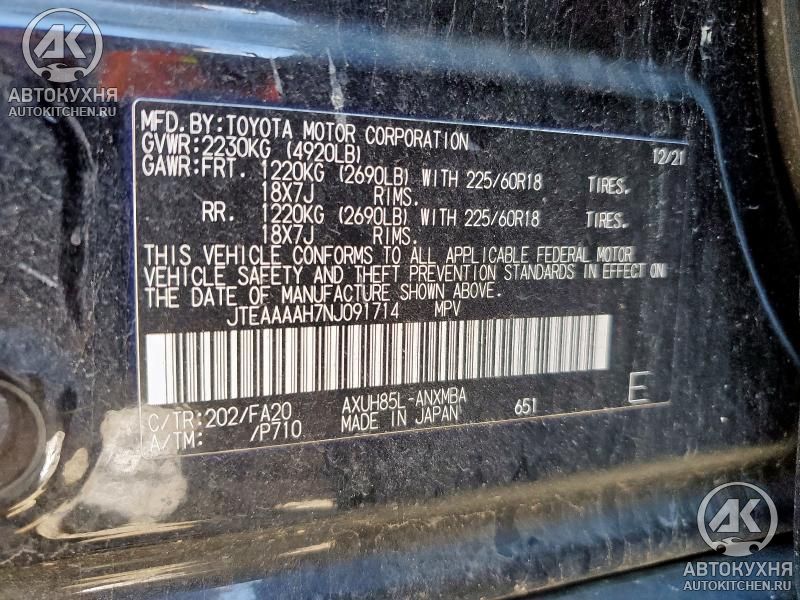 АК
АВТОКУХНЯ
AUTOKITCHEN.RU
MFD. BY:TOYOTA MOTOR CORPORATION
GVWR:2230KG (4920LB) 12/21
GAWR:FRT. 1220KG (2690LB) WITH 225/60R18 TIRES.
18X7J RIMS.
RR. 1220KG (2690LB) WITH 225/60R18 TIRES.
18X7J RIMS.
THIS VEHICLE CONFORMS TO ALL APPLICABLE FEDERAL MOTOR
VEHICLE SAFETY AND THEFT PREVENTION STANDARDS IN EFFECT ON
THE DATE OF MANUFACTURE SHOWN ABOVE.
JTEAAAAH7NJ091714 MPV
C/TR:202/FA20 AXUH85L-ANXMBA 651 E
A/TM: /P710 MADE IN JAPAN
АК
АВТОКУХНЯ
AUTOKITCHEN.RU